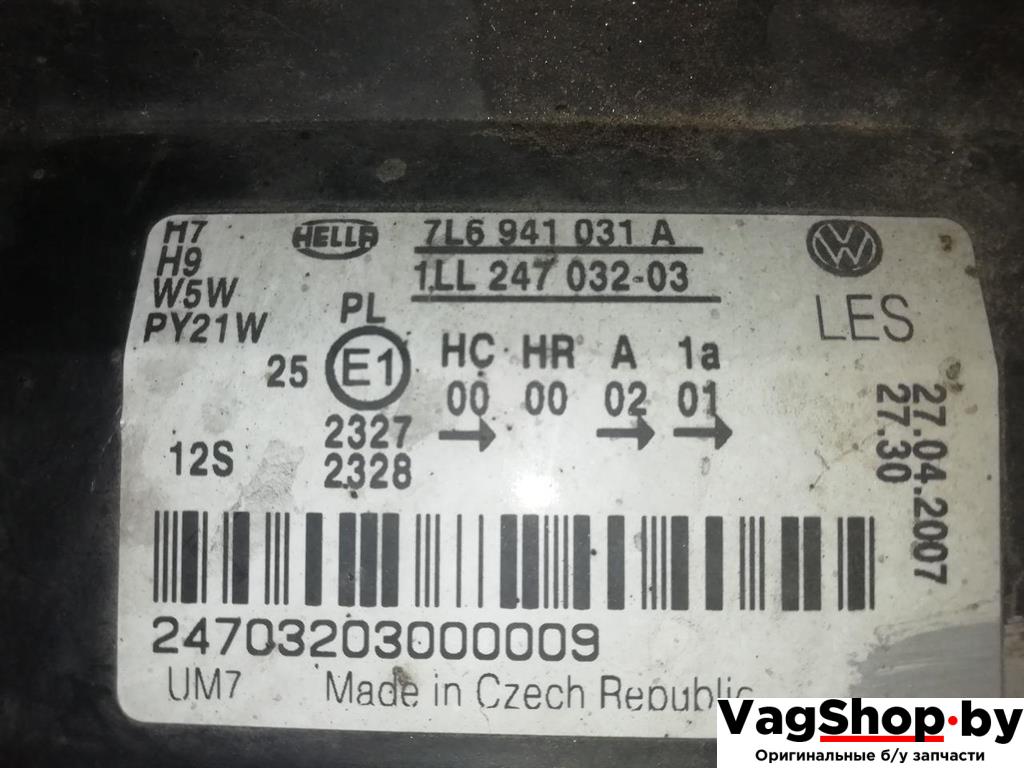 H7
H9
W5W
PY21W
HELLA
7L6 941 031 A
1LL 247 032-03
LES
PL
25 E1
HC HR A 1a
00 00 02 01
→ → →
2327
2328
12S
27.04.2007
27.30
24703203000009
UM7 Made in Czech Republic
VagShop.by
Оригинальные б/у запчасти